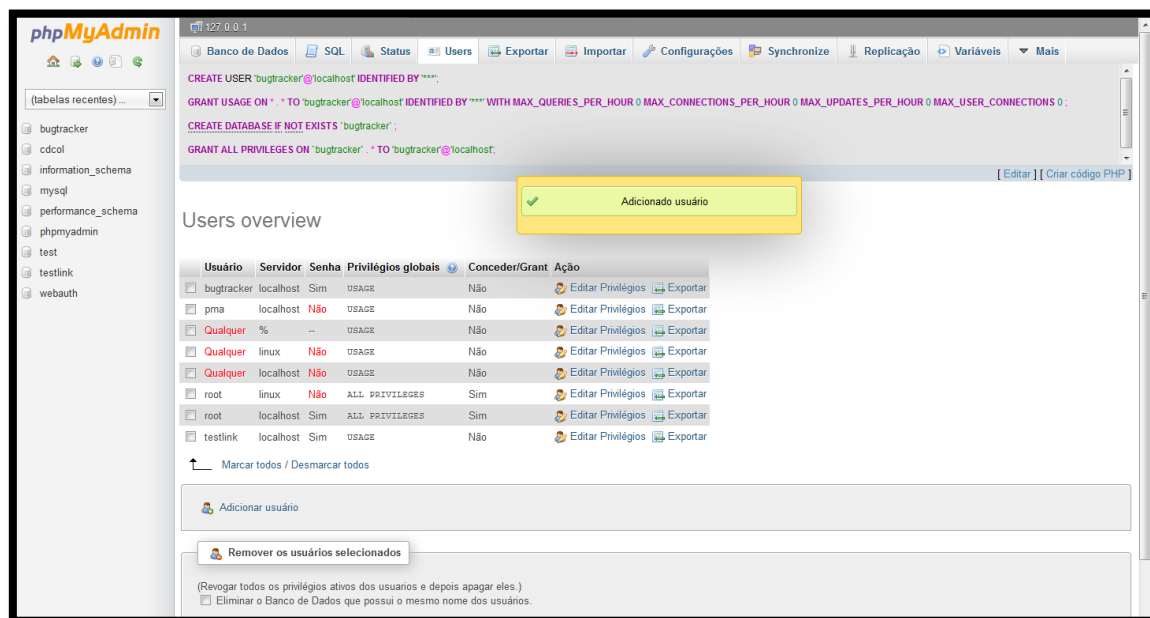 phpMyAdmin
(tabelas recentes) ...
bugtracker
cdcol
information_schema
mysql
performance_schema
phpmyadmin
test
testlink
webauth
127.0.0.1
Banco de Dados SQL Status Users Exportar Importar Configurações Synchronize Replicação Variáveis Mais
CREATE USER 'bugtracker'@'localhost' IDENTIFIED BY '***';
GRANT USAGE ON * . * TO 'bugtracker'@'localhost' IDENTIFIED BY '***' WITH MAX_QUERIES_PER_HOUR 0 MAX_CONNECTIONS_PER_HOUR 0 MAX_UPDATES_PER_HOUR 0 MAX_USER_CONNECTIONS 0 ;
CREATE DATABASE IF NOT EXISTS `bugtracker` ;
GRANT ALL PRIVILEGES ON `bugtracker` . * TO 'bugtracker'@'localhost';
[ Editar ] [ Criar código PHP ]
Adicionado usuário
Users overview
Usuário Servidor Senha Privilégios globais Conceder/Grant Ação
bugtracker localhost Sim USAGE Não Editar Privilégios Exportar
pma localhost Não USAGE Não Editar Privilégios Exportar
Qualquer % -- USAGE Não Editar Privilégios Exportar
Qualquer linux Não USAGE Não Editar Privilégios Exportar
Qualquer localhost Não USAGE Não Editar Privilégios Exportar
root linux Não ALL PRIVILEGES Sim Editar Privilégios Exportar
root localhost Sim ALL PRIVILEGES Sim Editar Privilégios Exportar
testlink localhost Sim USAGE Não Editar Privilégios Exportar
Marcar todos / Desmarcar todos
Adicionar usuário
Remover os usuários selecionados
(Revogar todos os privilégios ativos dos usuarios e depois apagar eles.)
Eliminar o Banco de Dados que possui o mesmo nome dos usuários.